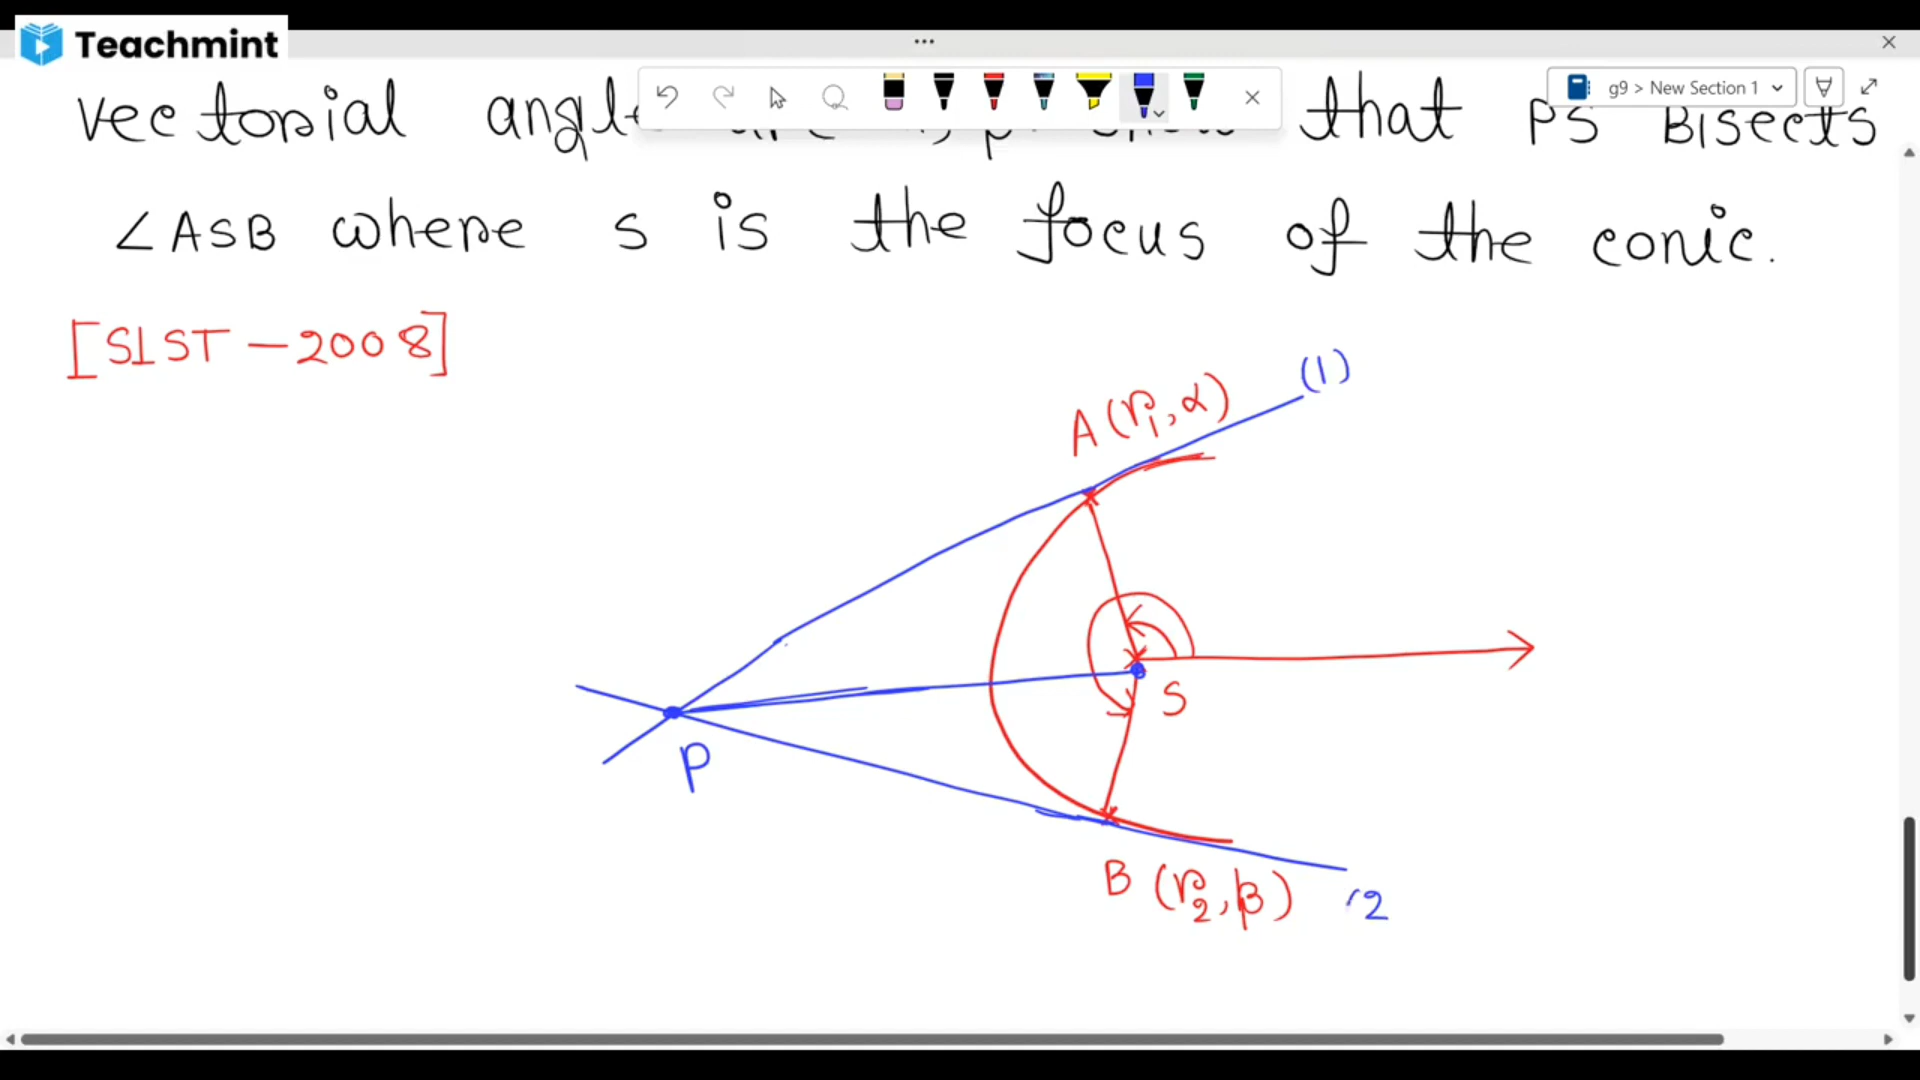 Teachmint
g9 > New Section 1
vectorial that PS Bisects
∠ASB where S is the focus of the conic.
[SLST - 2008]
(1)
A (r₁, α)
S
P
B (r₂, β)
2